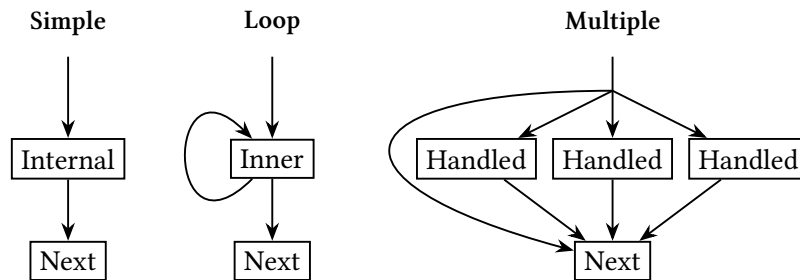 Simple
Internal
Next
Loop
Inner
Next
Multiple
Handled Handled Handled
Next